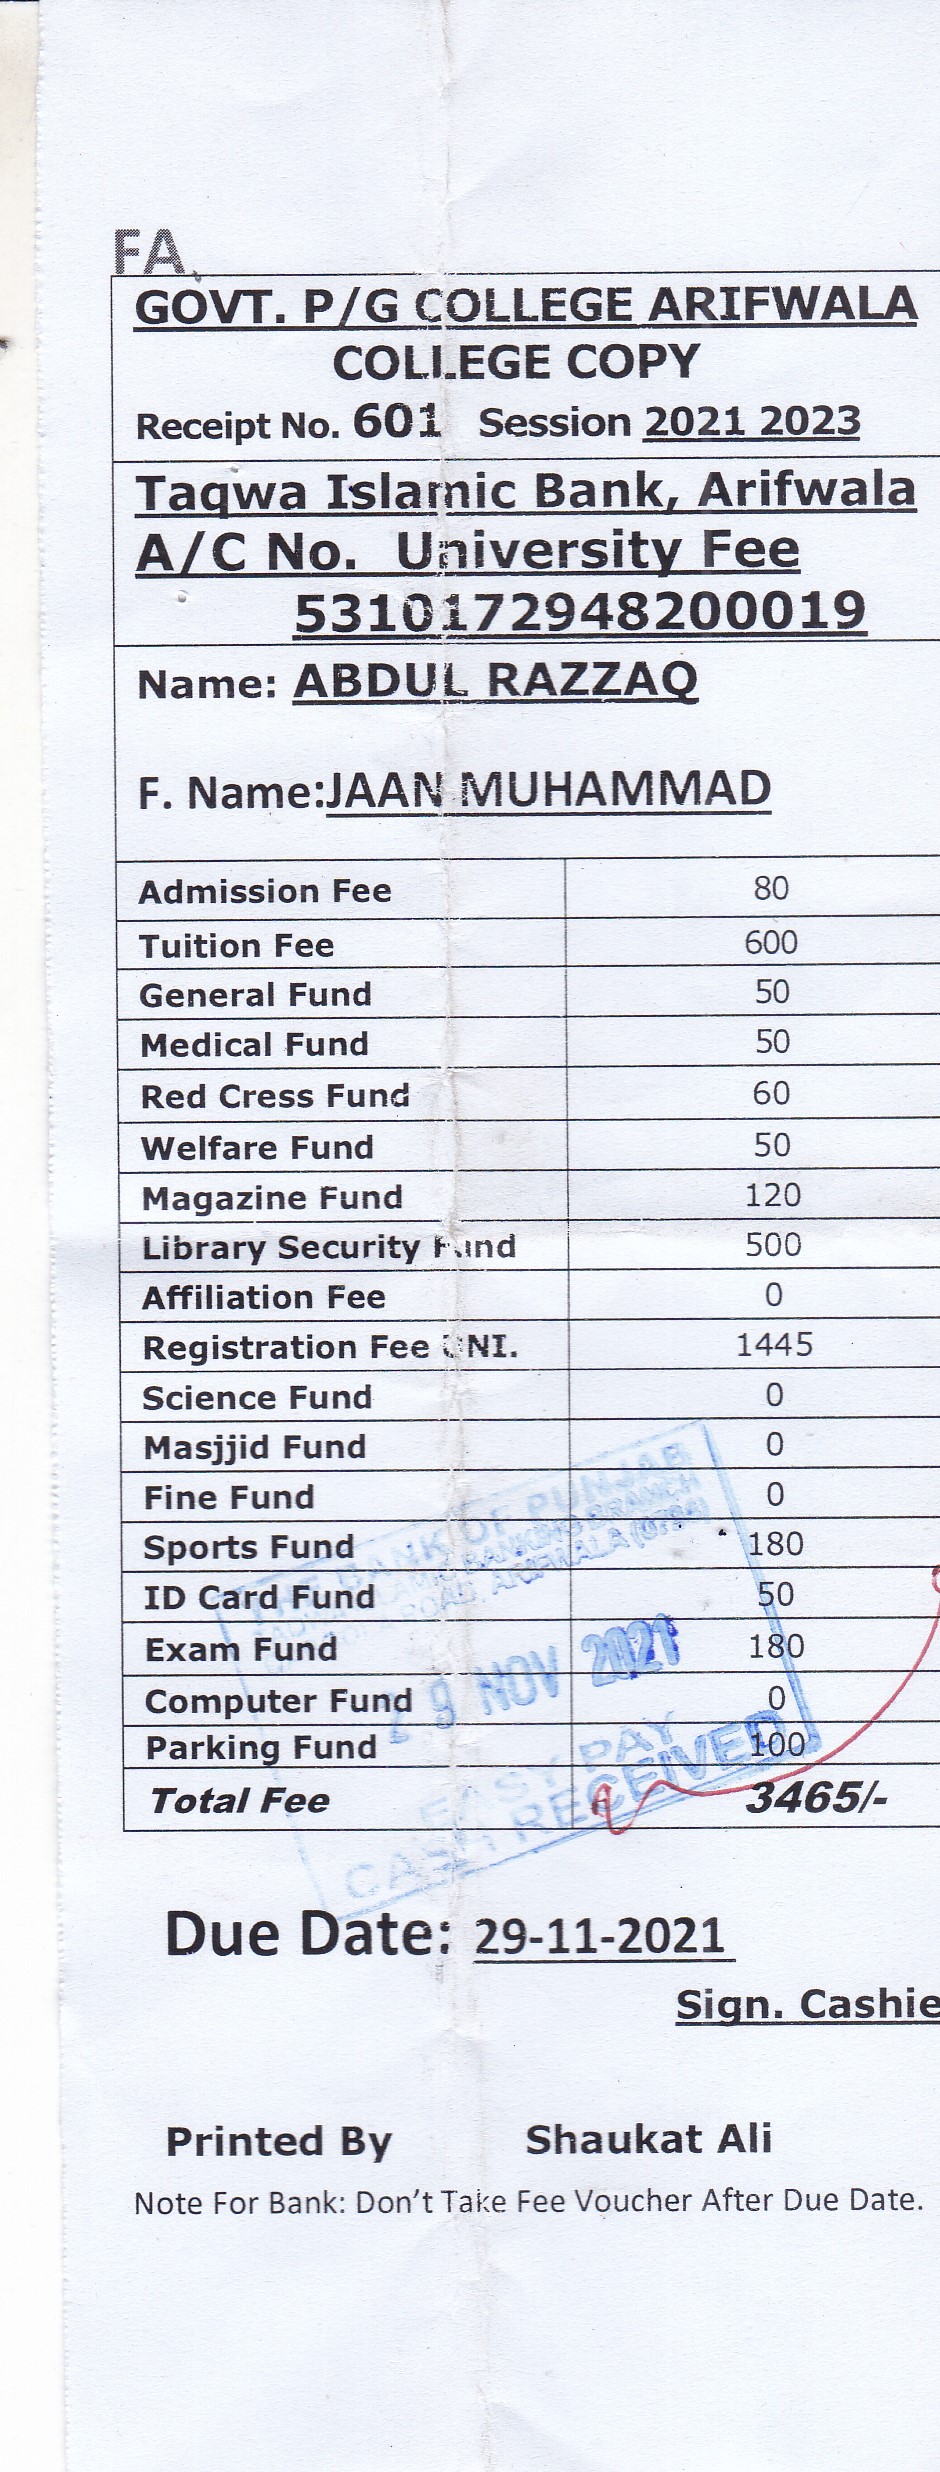 FA
GOVT. P/G COLLEGE ARIFWALA
COLLEGE COPY
Receipt No. 601 Session 2021 2023
Taqwa Islamic Bank, Arifwala
A/C No. University Fee
5310172948200019
Name: ABDUL RAZZAQ
F. Name:JAAN MUHAMMAD
Admission Fee 80
Tuition Fee 600
General Fund 50
Medical Fund 50
Red Cress Fund 60
Welfare Fund 50
Magazine Fund 120
Library Security Fund 500
Affiliation Fee 0
Registration Fee UNI. 1445
Science Fund 0
Masjjid Fund 0
Fine Fund 0
Sports Fund 180
ID Card Fund 50
Exam Fund 180
Computer Fund 0
Parking Fund 100
Total Fee 3465/-
THE BANK OF PUNJAB
TAQWA ISLAMIC BANKING BRANCH
ROAD, ARIFWALA
29 NOV 2021
EASY PAY
CASH RECEIVED
Due Date: 29-11-2021
Sign. Cashie
Printed By Shaukat Ali
Note For Bank: Don't Take Fee Voucher After Due Date.